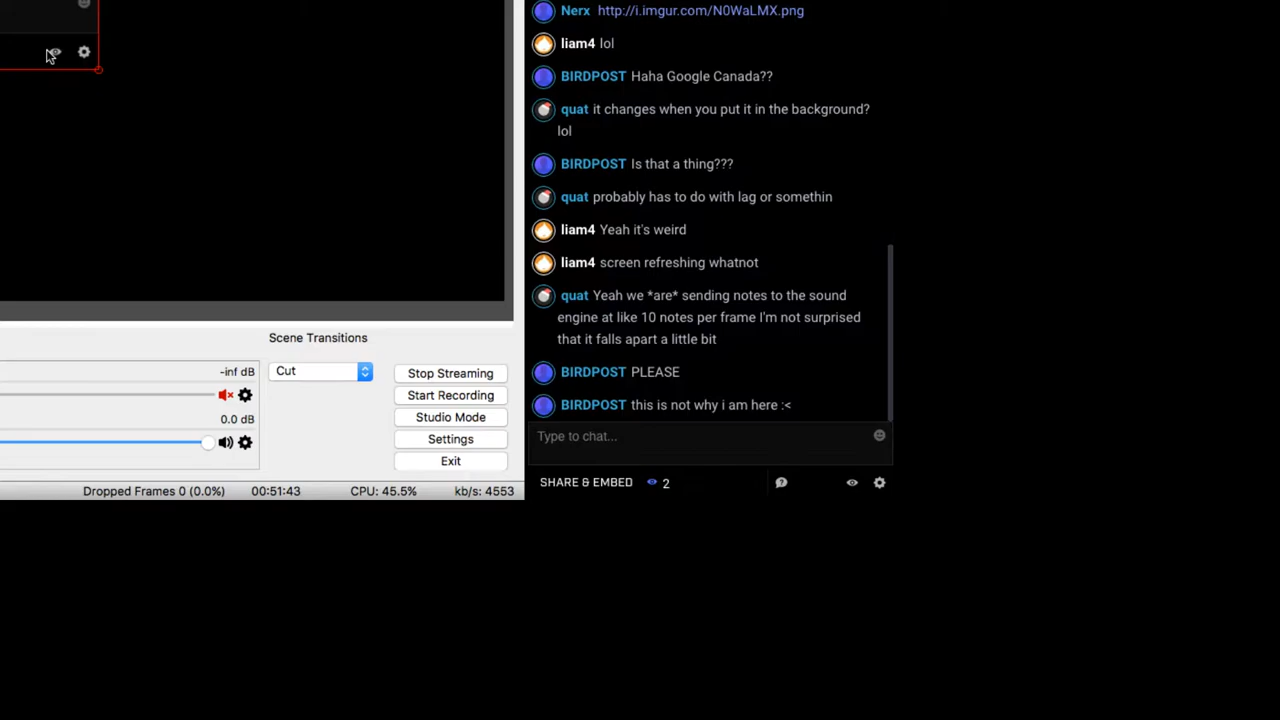 Nerx http://i.imgur.com/N0WaLMX.png
liam4 lol
BIRDPOST Haha Google Canada??
quat it changes when you put it in the background?
lol
BIRDPOST Is that a thing???
quat probably has to do with lag or somethin
liam4 Yeah it's weird
liam4 screen refreshing whatnot
quat Yeah we *are* sending notes to the sound
engine at like 10 notes per frame I'm not surprised
that it falls apart a little bit
BIRDPOST PLEASE
BIRDPOST this is not why i am here :<
Type to chat...
SHARE & EMBED 2
Scene Transitions
-inf dB
Cut
0.0 dB
Stop Streaming
Start Recording
Studio Mode
Settings
Exit
Dropped Frames 0 (0.0%) 00:51:43 CPU: 45.5% kb/s: 4553